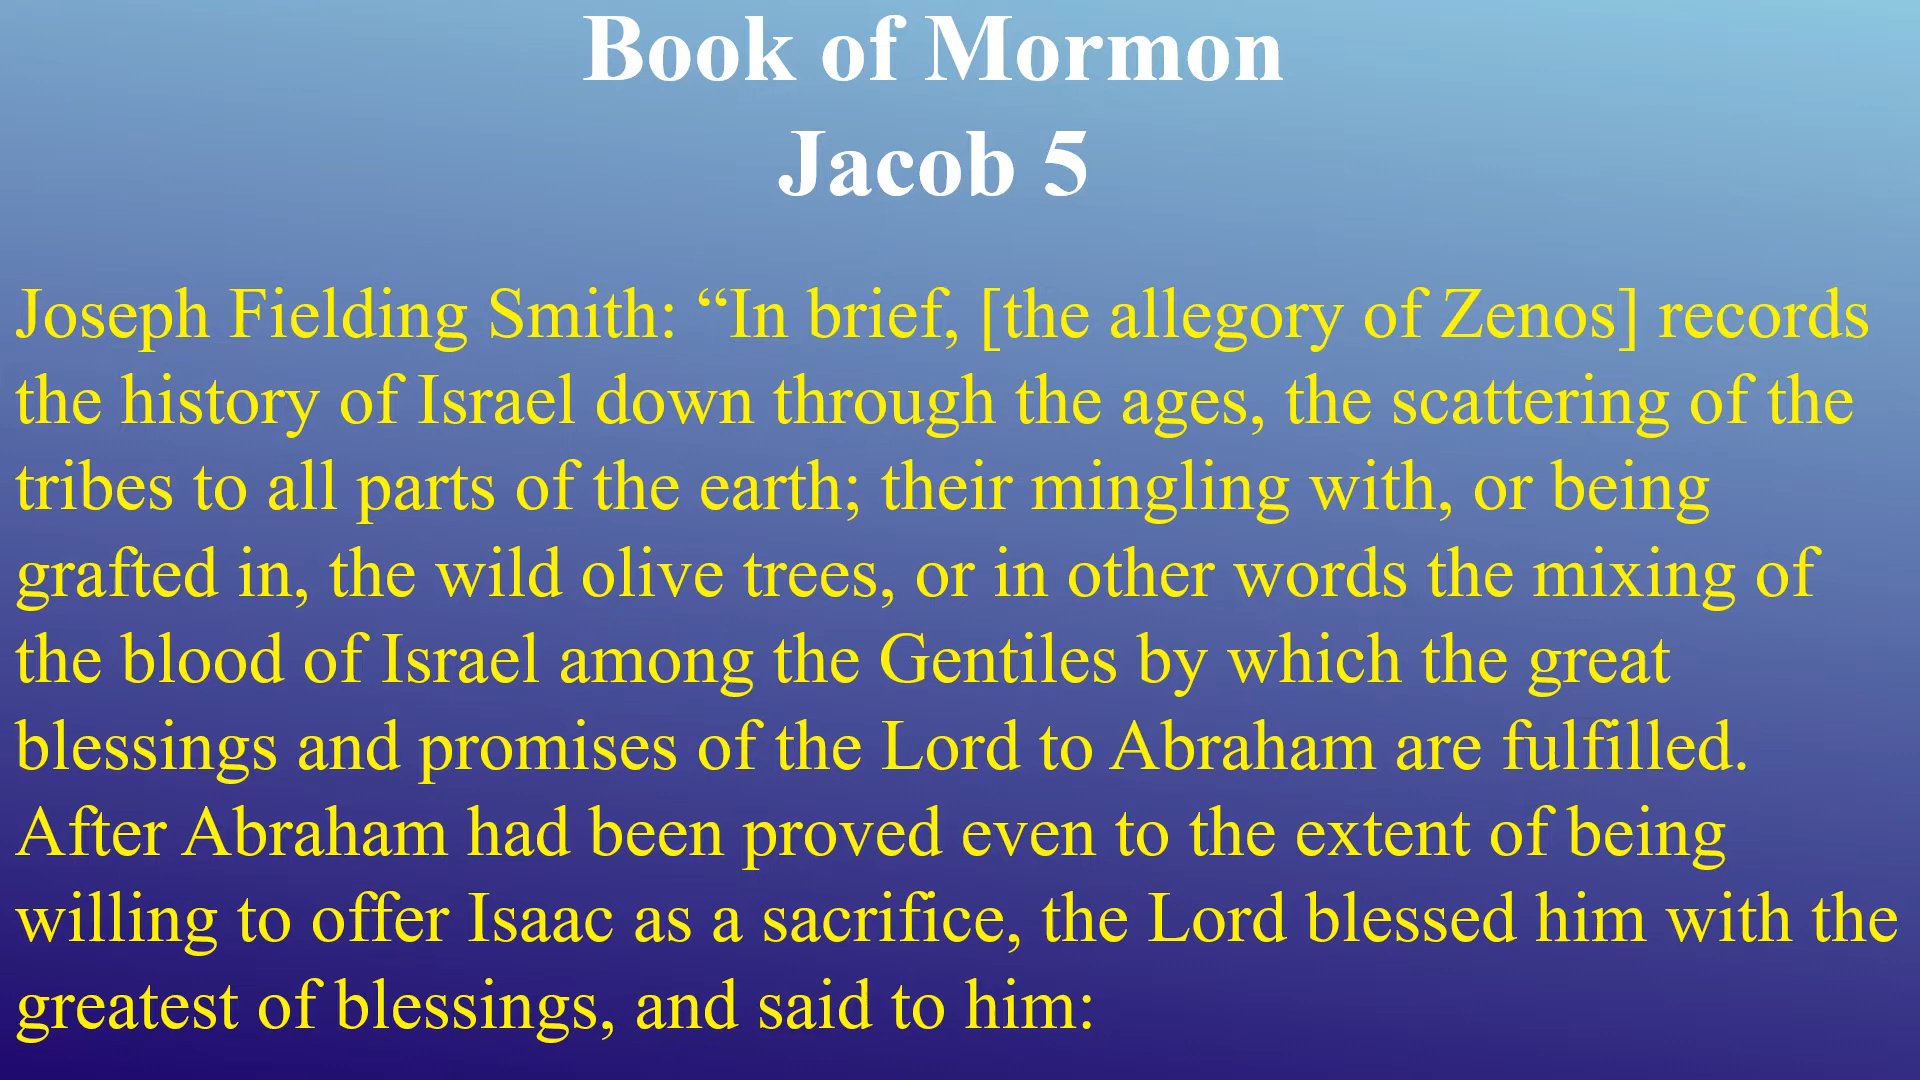 Book of Mormon
Jacob 5
Joseph Fielding Smith: “In brief, [the allegory of Zenos] records
the history of Israel down through the ages, the scattering of the
tribes to all parts of the earth; their mingling with, or being
grafted in, the wild olive trees, or in other words the mixing of
the blood of Israel among the Gentiles by which the great
blessings and promises of the Lord to Abraham are fulfilled.
After Abraham had been proved even to the extent of being
willing to offer Isaac as a sacrifice, the Lord blessed him with the
greatest of blessings, and said to him: